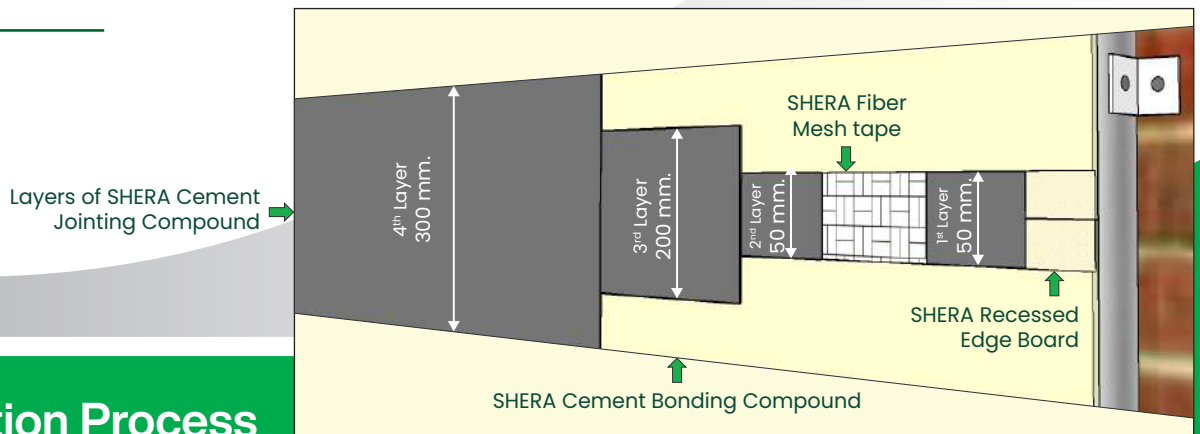 SHERA Fiber
Mesh tape
Layers of SHERA Cement
Jointing Compound
4th Layer
300 mm.
3rd Layer
200 mm.
2nd Layer
50 mm.
1st Layer
50 mm.
SHERA Recessed
Edge Board
SHERA Cement Bonding Compound
tion Process